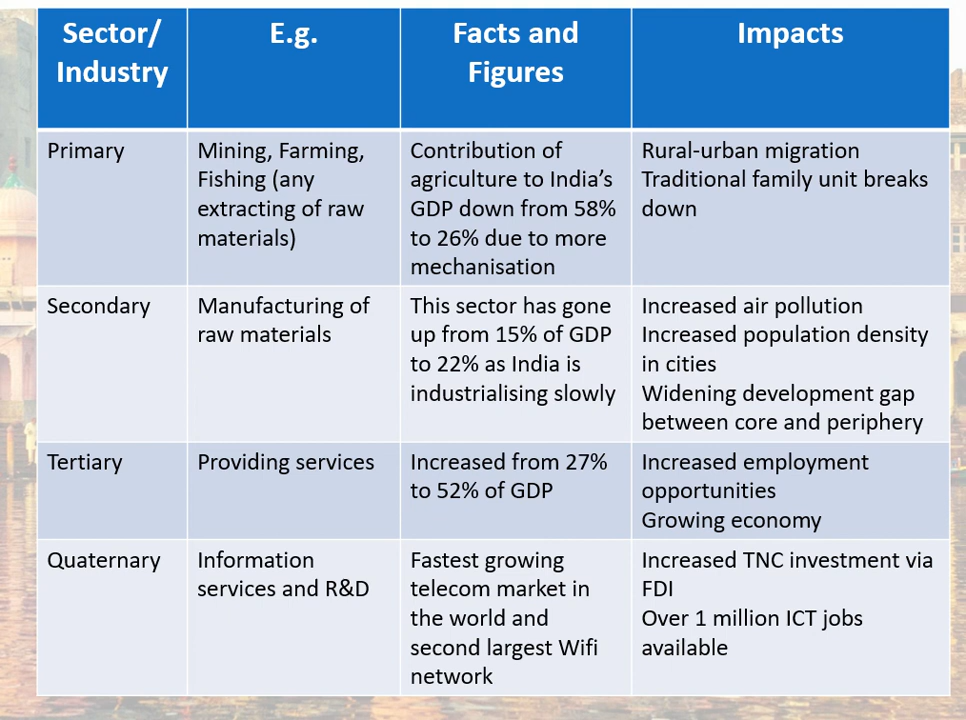 Sector/
Industry
E.g.
Facts and
Figures
Impacts
Primary
Mining, Farming,
Fishing (any
extracting of raw
materials)
Contribution of
agriculture to India's
GDP down from 58%
to 26% due to more
mechanisation
Rural-urban migration
Traditional family unit breaks
down
Secondary
Manufacturing of
raw materials
This sector has gone
up from 15% of GDP
to 22% as India is
industrialising slowly
Increased air pollution
Increased population density
in cities
Widening development gap
between core and periphery
Tertiary
Providing services
Increased from 27%
to 52% of GDP
Increased employment
opportunities
Growing economy
Quaternary
Information
services and R&D
Fastest growing
telecom market in
the world and
second largest Wifi
network
Increased TNC investment via
FDI
Over 1 million ICT jobs
available